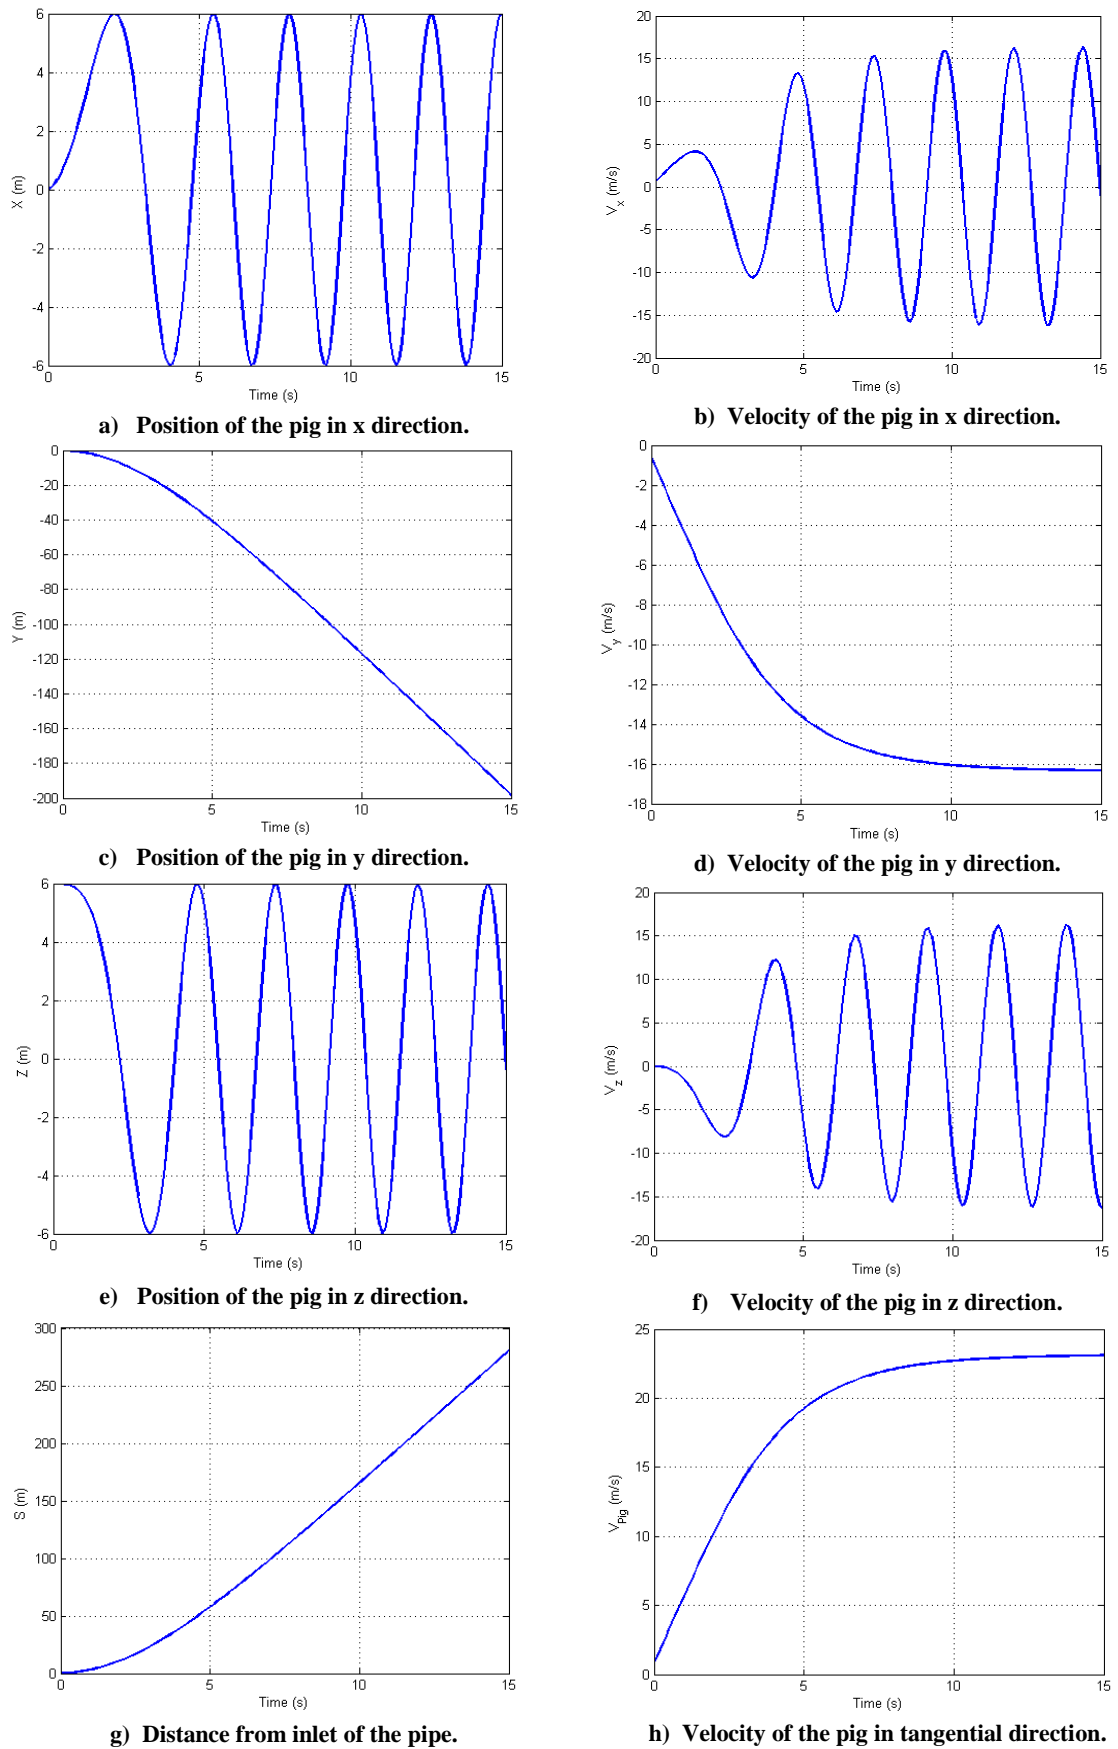 6
4
2
0
-2
-4
-6
0 5 10 15
X (m)
Time (s)
a) Position of the pig in x direction.
20
15
10
5
0
-5
-10
-15
-20
0 5 10 15
V_x (m/s)
Time (s)
b) Velocity of the pig in x direction.
0
-20
-40
-60
-80
-100
-120
-140
-160
-180
-200
0 5 10 15
Y (m)
Time (s)
c) Position of the pig in y direction.
0
-2
-4
-6
-8
-10
-12
-14
-16
-18
0 5 10 15
V_y (m/s)
Time (s)
d) Velocity of the pig in y direction.
6
4
2
0
-2
-4
-6
0 5 10 15
Z (m)
Time (s)
e) Position of the pig in z direction.
20
15
10
5
0
-5
-10
-15
-20
0 5 10 15
V_z (m/s)
Time (s)
f) Velocity of the pig in z direction.
300
250
200
150
100
50
0
0 5 10 15
S (m)
Time (s)
g) Distance from inlet of the pipe.
25
20
15
10
5
0
0 5 10 15
V_Pig (m/s)
Time (s)
h) Velocity of the pig in tangential direction.